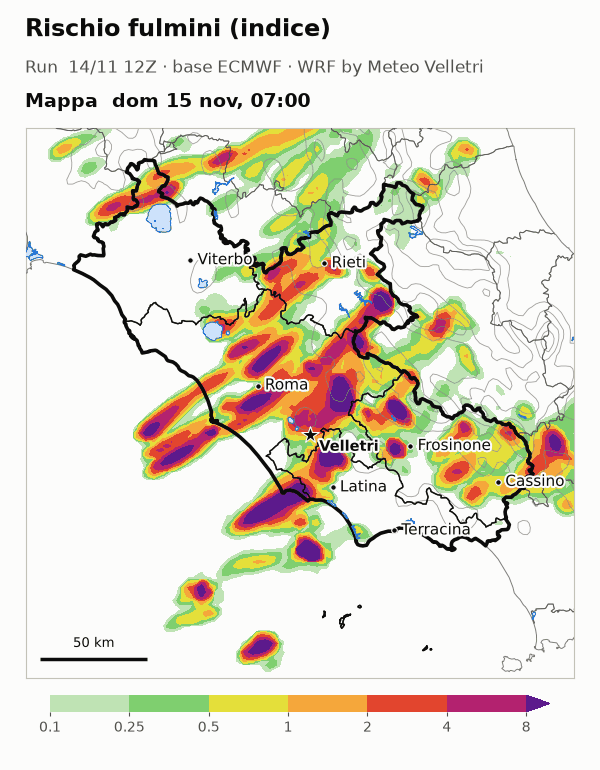 Rischio fulmini (indice)
Run  14/11 12Z · base ECMWF · WRF by Meteo Velletri
Mappa  dom 15 nov, 07:00
Viterbo
Rieti
Roma
Velletri
Frosinone
Latina
Cassino
Terracina
50 km
0.1 0.25 0.5 1 2 4 8